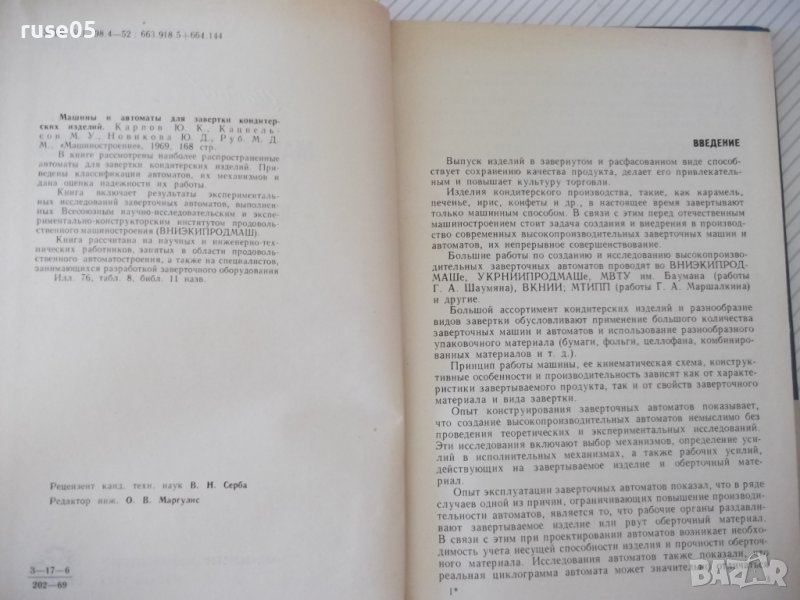 ruse05
98.4—52 : 663.918.5+664.144
Машины и автоматы для завертки кондитер-
ских изделий. Карпов Ю. К., Кацнель-
сон М. У., Новикова Ю. Д., Руб М. Д.
М., «Машиностроение», 1969. 168 стр.
В книге рассмотрены наиболее распространенные
автоматы для завертки кондитерских изделий. При-
ведены классификации автоматов, их механизмов и
дана оценка надежности их работы.
Книга включает результаты эксперименталь-
ных исследований заверточных автоматов, выполнен-
ных Всесоюзным научно-исследовательским и экспе-
риментально-конструкторским институтом продоволь-
ственного машиностроения (ВНИЭКИПРОДМАШ).
Книга рассчитана на научных и инженерно-тех-
нических работников, занятых в области продоволь-
ственного автоматостроения, а также на специалистов,
занимающихся разработкой заверточного оборудования
Илл. 76, табл. 8, библ. 11 назв.
Рецензент канд. техн. наук В. Н. Серба
Редактор инж. О. В. Маргулис
3—17—6
202—69
ВВЕДЕНИЕ
Выпуск изделий в завернутом и расфасованном виде способ-
ствует сохранению качества продукта, делает его привлекатель-
ным и повышает культуру торговли.
Изделия кондитерского производства, такие, как карамель,
печенье, ирис, конфеты и др., в настоящее время завертывают
только машинным способом. В связи с этим перед отечественным
машиностроением стоит задача создания и внедрения в производ-
ство современных высокопроизводительных заверточных машин и
автоматов, их непрерывное совершенствование.
Большие работы по созданию и исследованию высокопроизво-
дительных заверточных автоматов проводят во ВНИЭКИПРОД-
МАШе, УКРНИИПРОДМАШе, МВТУ им. Баумана (работы
Г. А. Шаумяна), ВКНИИ, МТИПП (работы Г. А. Маршалкина)
и другие.
Большой ассортимент кондитерских изделий и разнообразие
видов завертки обусловливают применение большого количества
заверточных машин и автоматов и использование разнообразного
упаковочного материала (бумаги, фольги, целлофана, комбиниро-
ванных материалов и т. д.).
Принцип работы машины, ее кинематическая схема, конструк-
тивные особенности и производительность зависят как от характе-
ристики завертываемого продукта, так и от свойств заверточного
материала и вида завертки.
Опыт конструирования заверточных автоматов показывает,
что создание высокопроизводительных автоматов немыслимо без
проведения теоретических и экспериментальных исследований.
Эти исследования включают выбор механизмов, определение уси-
лий в исполнительных механизмах, а также рабочих усилий,
действующих на завертываемое изделие и оберточный мате-
риал.
Опыт эксплуатации заверточных автоматов показал, что в ряде
случаев одной из причин, ограничивающих повышение производи-
тельности автоматов, является то, что рабочие органы раздавли-
вают завертываемое изделие или рвут оберточный материал.
В связи с этим при проектировании автоматов возникает необхо-
димость учета несущей способности изделия и прочности оберточ-
ного материала. Исследования автоматов также показали, что
реальная циклограмма автомата может значительно отличать-
1*
BAZAR